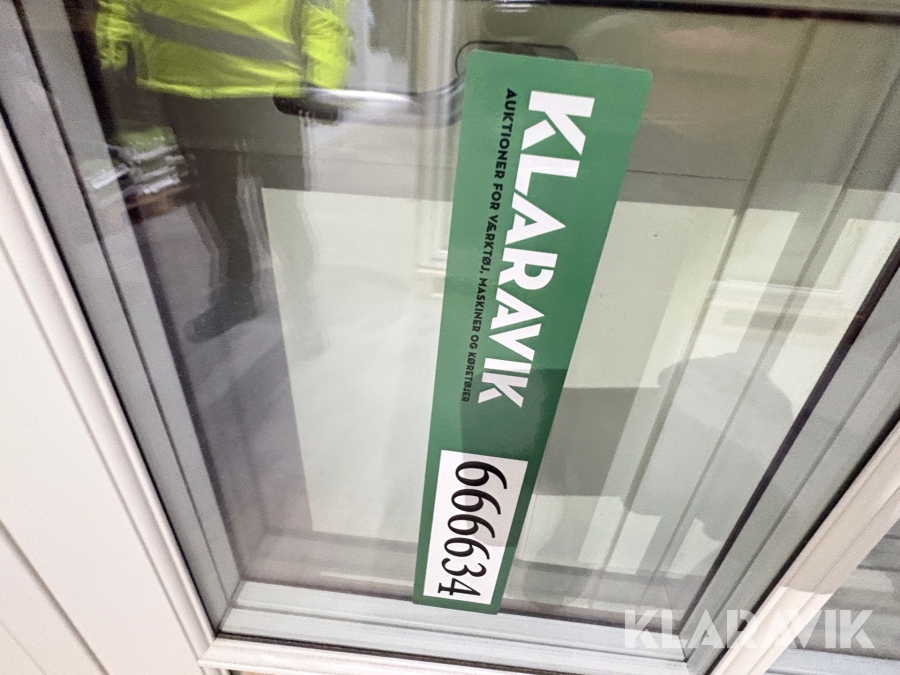 KLARAVIK
AUKTIONER FOR VÆRKTØJ, MASKINER OG KØRETØJER
666634
KLARAVIK